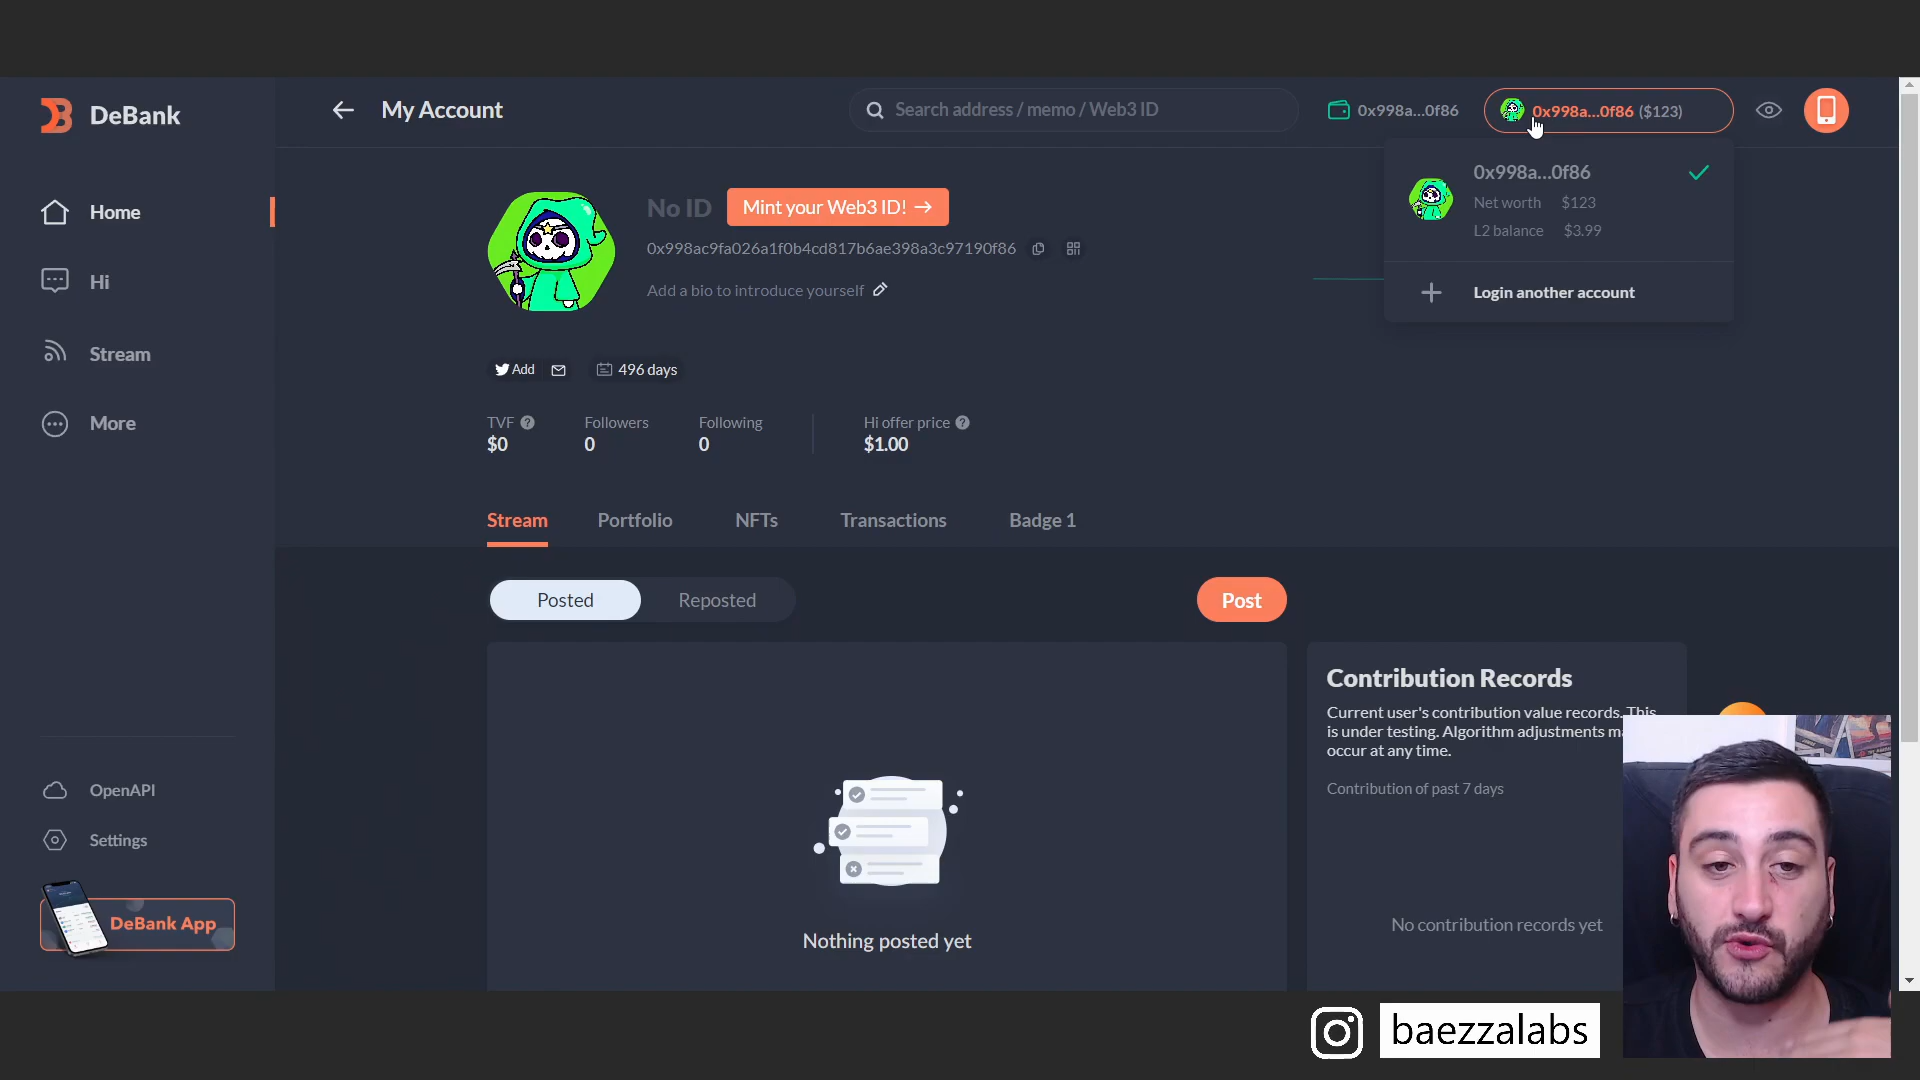 DeBank
My Account
Search address / memo / Web3 ID
0x998a...0f86
0x998a...0f86 ($123)
0x998a...0f86
Net worth $123
L2 balance $3.99
Login another account
Home
Hi
Stream
More
OpenAPI
Settings
DeBank App
No ID
Mint your Web3 ID! →
0x998ac9fa026a1f0b4cd817b6ae398a3c97190f86
Add a bio to introduce yourself
Add
496 days
TVF Followers Following Hi offer price
$0 0 0 $1.00
Stream Portfolio NFTs Transactions Badge 1
Posted Reposted
Post
Nothing posted yet
Contribution Records
Current user's contribution value records. This
is under testing. Algorithm adjustments
occur at any time.
Contribution of past 7 days
No contribution records yet
baezzalabs